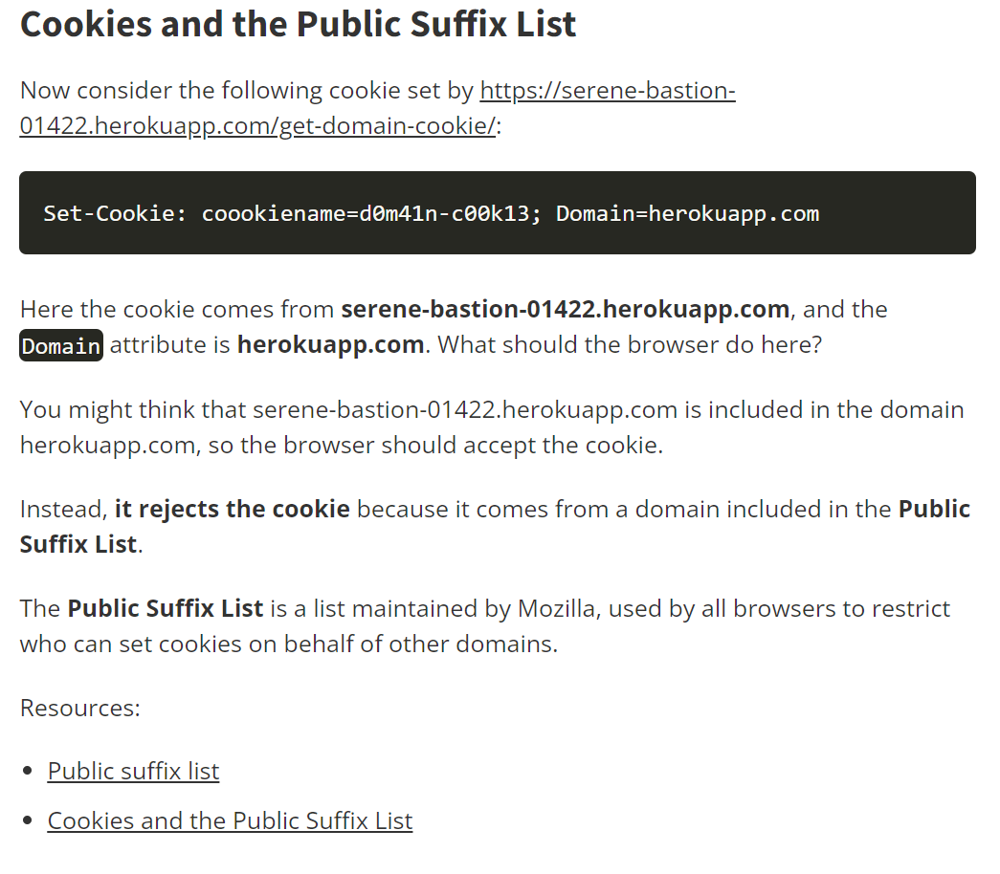 Cookies and the Public Suffix List
Now consider the following cookie set by https://serene-bastion-
01422.herokuapp.com/get-domain-cookie/:
Set-Cookie: coookiename=d0m41n-c00k13; Domain=herokuapp.com
Here the cookie comes from serene-bastion-01422.herokuapp.com, and the
Domain attribute is herokuapp.com. What should the browser do here?
You might think that serene-bastion-01422.herokuapp.com is included in the domain
herokuapp.com, so the browser should accept the cookie.
Instead, it rejects the cookie because it comes from a domain included in the Public
Suffix List.
The Public Suffix List is a list maintained by Mozilla, used by all browsers to restrict
who can set cookies on behalf of other domains.
Resources:
• Public suffix list
• Cookies and the Public Suffix List